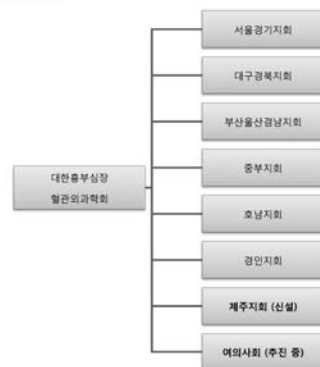 대한흉부심장
혈관외과학회
서울경기지회
대구경북지회
부산울산경남지회
중부지회
호남지회
경인지회
제주지회 (신설)
여의사회 (추진 중)